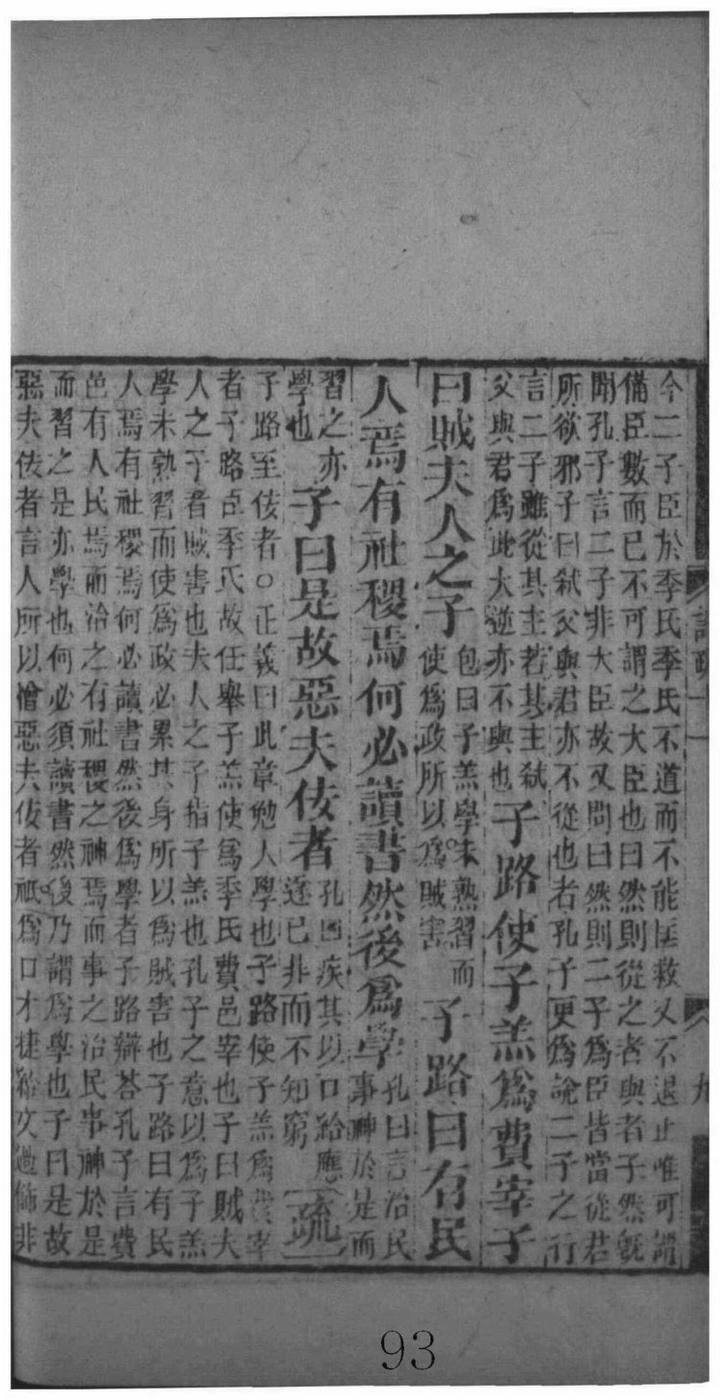 今二子臣於季氏季氏不道而不能匡救又不退止唯可謂
備臣數而已不可謂之大臣也曰然則從之者與者子然旣
聞孔子言二子非大臣故又問曰然則二子爲臣皆當從君
所欲邪子曰弑父與君亦不從也者孔子更爲說二子之行
言二子雖從其主若其主弑
父與君爲此大逆亦不與也
子路使子羔爲費宰子
曰賊夫人之子
包曰子羔學未熟習而
使爲政所以爲賊害
子路曰有民
人焉有社稷焉何必讀書然後爲學
孔曰言治民
事神於是而
習之亦
學也
子曰是故惡夫佞者
孔曰疾其以口給應
遂已非而不知窮
疏
子路至佞者○正義曰此章勉人學也子路使子羔爲費宰
者子路臣季氏故任舉子羔使爲季氏費邑宰也子曰賊夫
人之子者賊害也夫人之子指子羔也孔子之意以爲子羔
學未熟習而使爲政必累其身所以爲賊害也子路曰有民
人焉有社稷焉何必讀書然後爲學者子路辯荅孔子言費
邑有人民焉而治之有社稷之神焉而事之治民事神於是
而習之是亦學也何必須讀書然後乃謂爲學也子曰是故
惡夫佞者言人所以憎惡夫佞者祇爲口才捷給文過飾非
疏
九
93